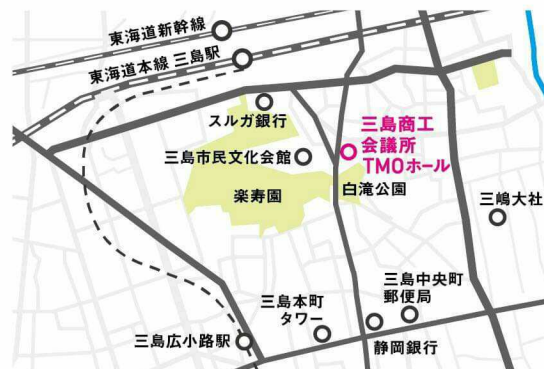 東海道新幹線
東海道本線 三島駅
スルガ銀行
三島商工
会議所
TMOホール
三島市民文化会館
楽寿園
白滝公園
三嶋大社
三島中央町
郵便局
三島本町
タワー
静岡銀行
三島広小路駅